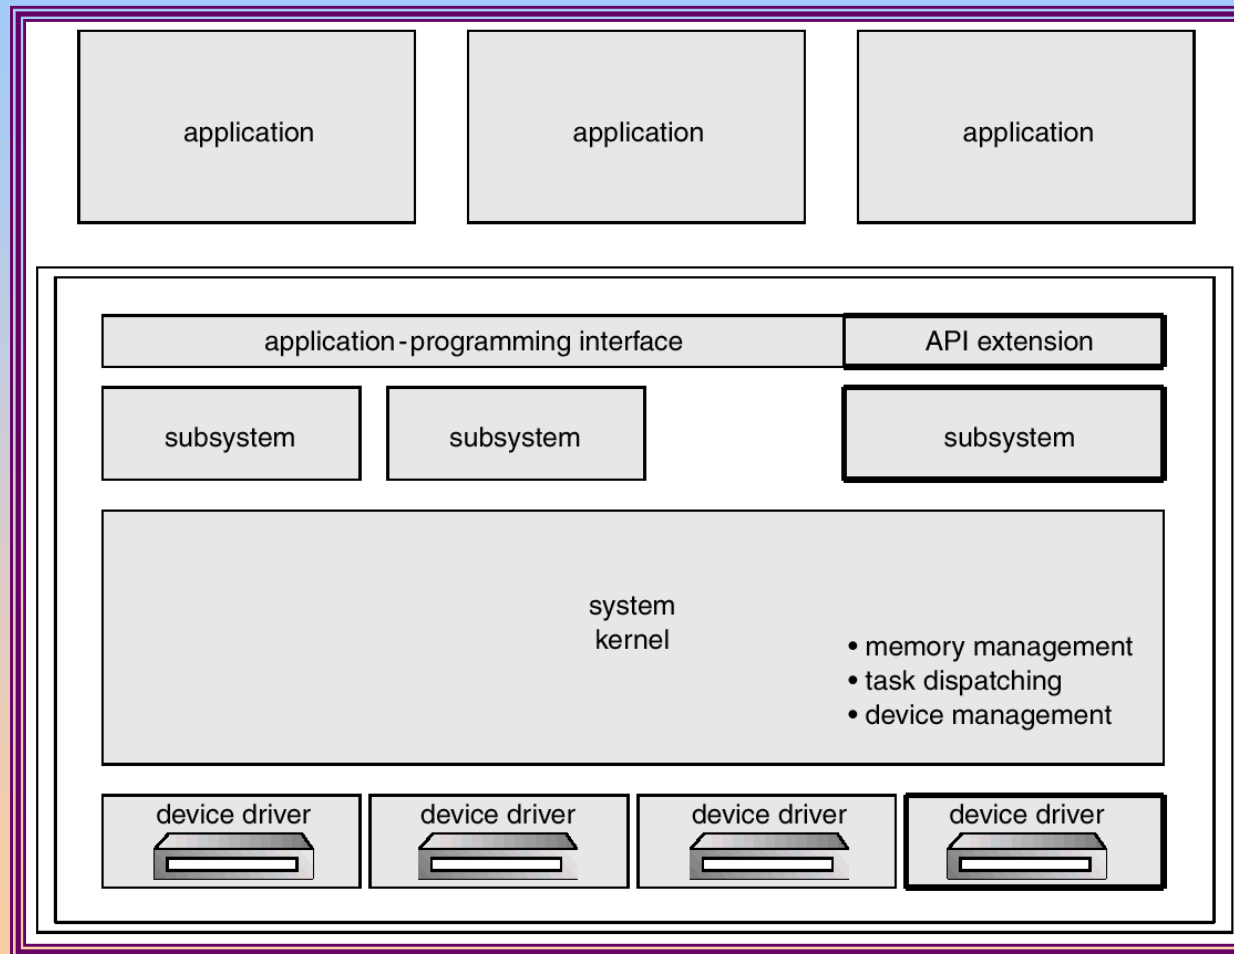 application
application
application
application-programming interface
API extension
subsystem
subsystem
subsystem
system
kernel
• memory management
• task dispatching
• device management
device driver
device driver
device driver
device driver